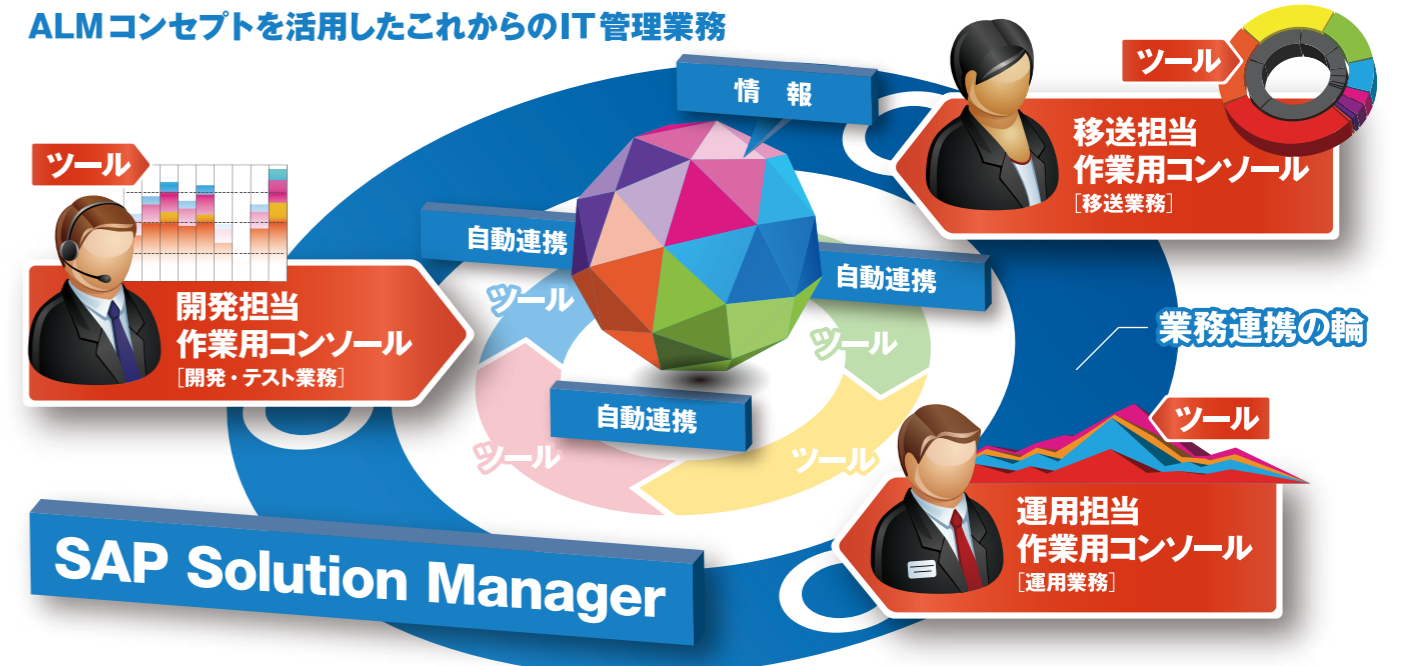 ALMコンセプトを活用したこれからのIT管理業務
情 報
ツール
移送担当
作業用コンソール
[移送業務]
ツール
開発担当
作業用コンソール
[開発・テスト業務]
自動連携
自動連携
自動連携
ツール
ツール
ツール
ツール
業務連携の輪
ツール
運用担当
作業用コンソール
[運用業務]
SAP Solution Manager